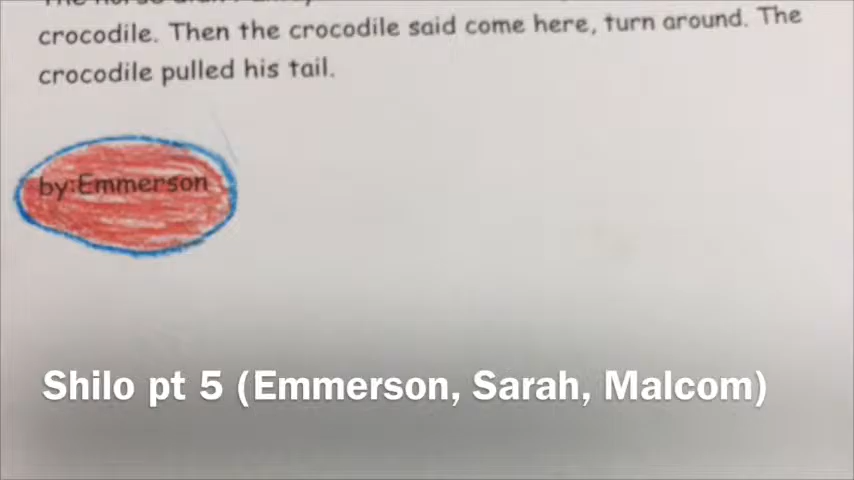 crocodile. Then the crocodile said come here, turn around. The
crocodile pulled his tail.
by:Emmerson
Shilo pt 5 (Emmerson, Sarah, Malcom)